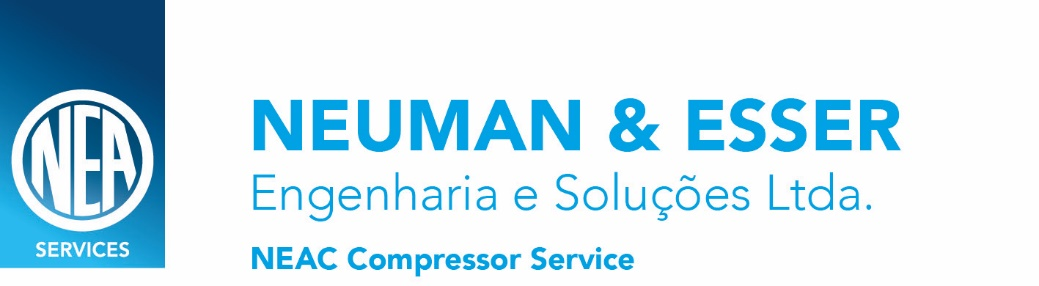 NEA
SERVICES
NEUMAN & ESSER
Engenharia e Soluções Ltda.
NEAC Compressor Service